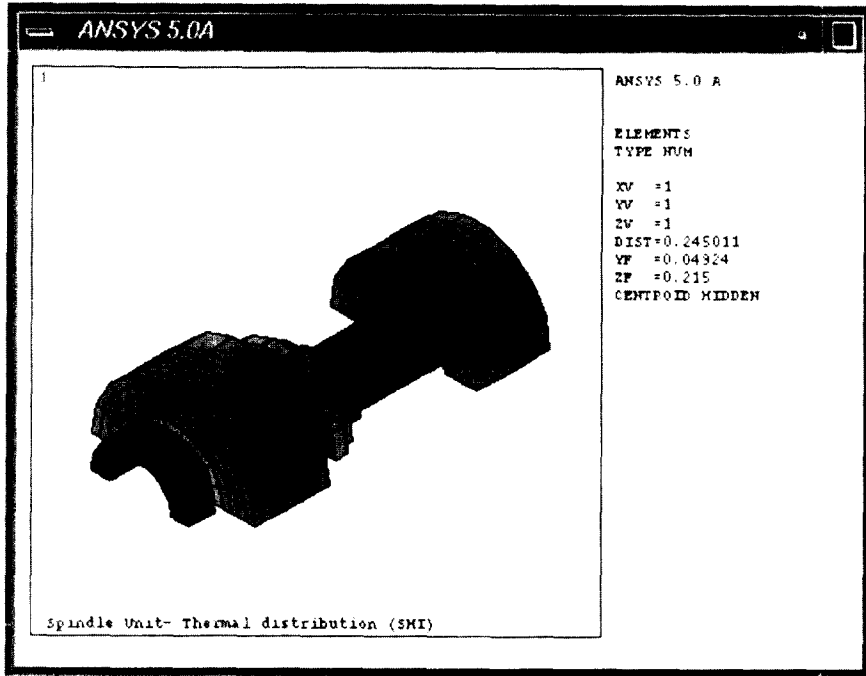 ANSYS 5.0A
1
ANSYS 5.0 A
ELEMENTS
TYPE NUM
XV =1
YV =1
ZV =1
DIST=0.245011
YF =0.04924
ZF =0.215
CENTROID HIDDEN
Spindle Unit- Thermal distribution (SMI)